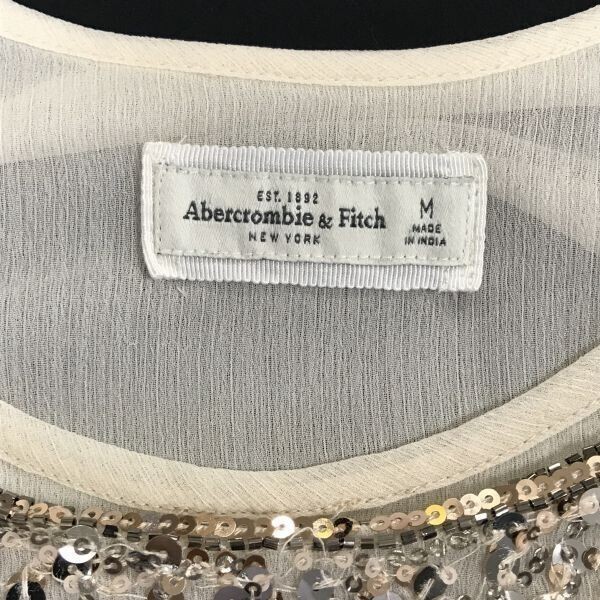 EST. 1892
Abercrombie & Fitch
NEW YORK
M
MADE
IN INDIA